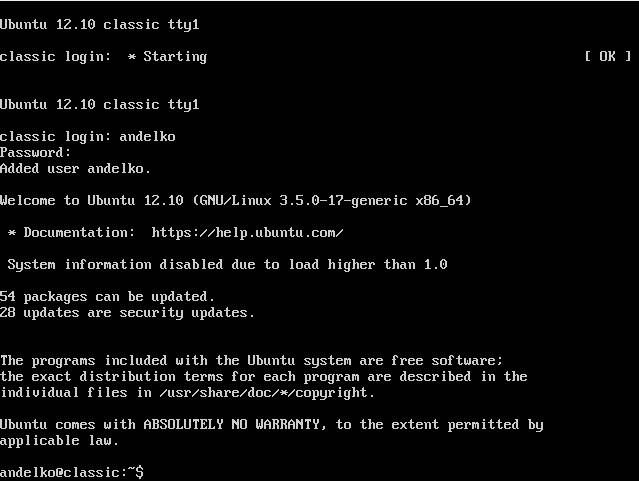 Ubuntu 12.10 classic tty1
classic login:  * Starting [ OK ]
Ubuntu 12.10 classic tty1
classic login: andelko
Password:
Added user andelko.
Welcome to Ubuntu 12.10 (GNU/Linux 3.5.0-17-generic x86_64)
 * Documentation:  https://help.ubuntu.com/
 System information disabled due to load higher than 1.0
54 packages can be updated.
28 updates are security updates.
The programs included with the Ubuntu system are free software;
the exact distribution terms for each program are described in the
individual files in /usr/share/doc/*/copyright.
Ubuntu comes with ABSOLUTELY NO WARRANTY, to the extent permitted by
applicable law.
andelko@classic:~$